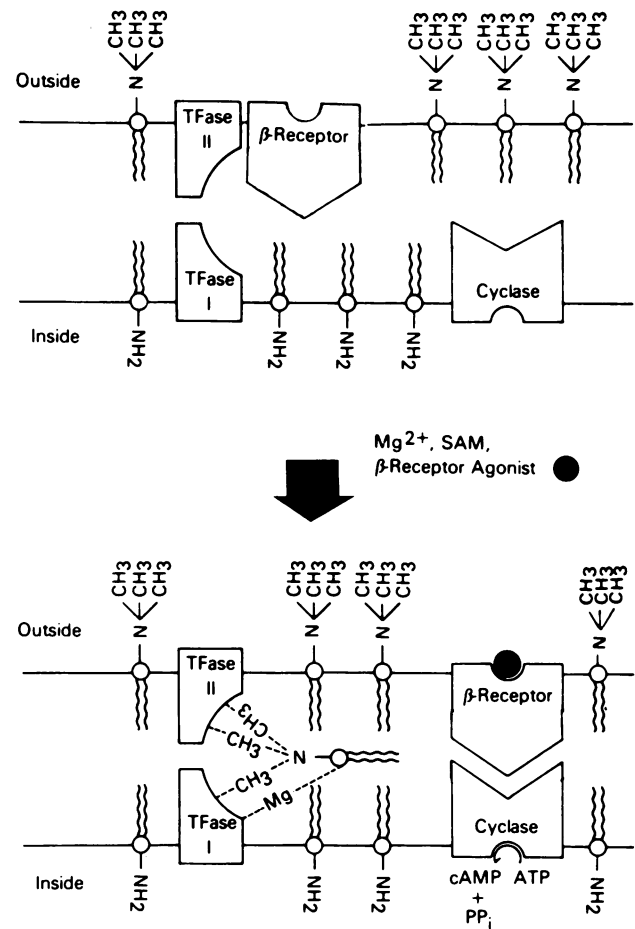 CH3 CH3 CH3
N
CH3 CH3 CH3
N
CH3 CH3 CH3
N
CH3 CH3 CH3
N
Outside
TFase
II
β-Receptor
TFase
I
Cyclase
Inside
NH2
NH2
NH2
NH2
Mg2+, SAM,
β-Receptor Agonist
CH3 CH3 CH3
N
CH3 CH3 CH3
N
CH3 CH3 CH3
N
CH3 CH3 CH3
N
Outside
TFase
II
β-Receptor
CH3
CH3
N
CH3
Mg
TFase
I
Cyclase
Inside
NH2
NH2
NH2
cAMP ATP
+
PPi
NH2